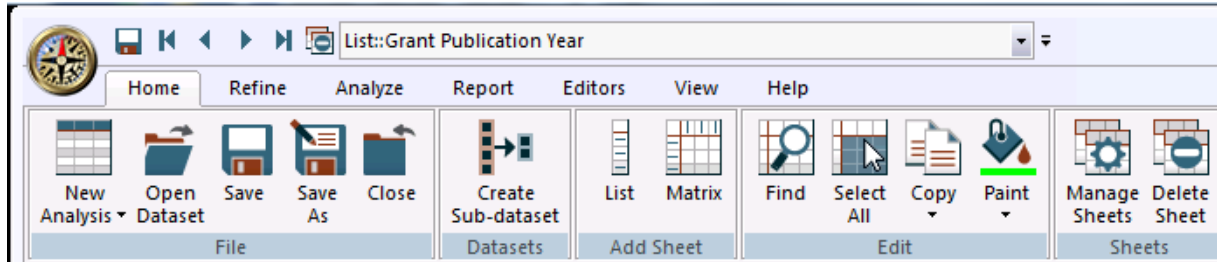 List::Grant Publication Year
Home Refine Analyze Report Editors View Help
New Analysis
Open Dataset
Save
Save As
Close
Create Sub-dataset
List
Matrix
Find
Select All
Copy
Paint
Manage Sheets
Delete Sheet
File Datasets Add Sheet Edit Sheets